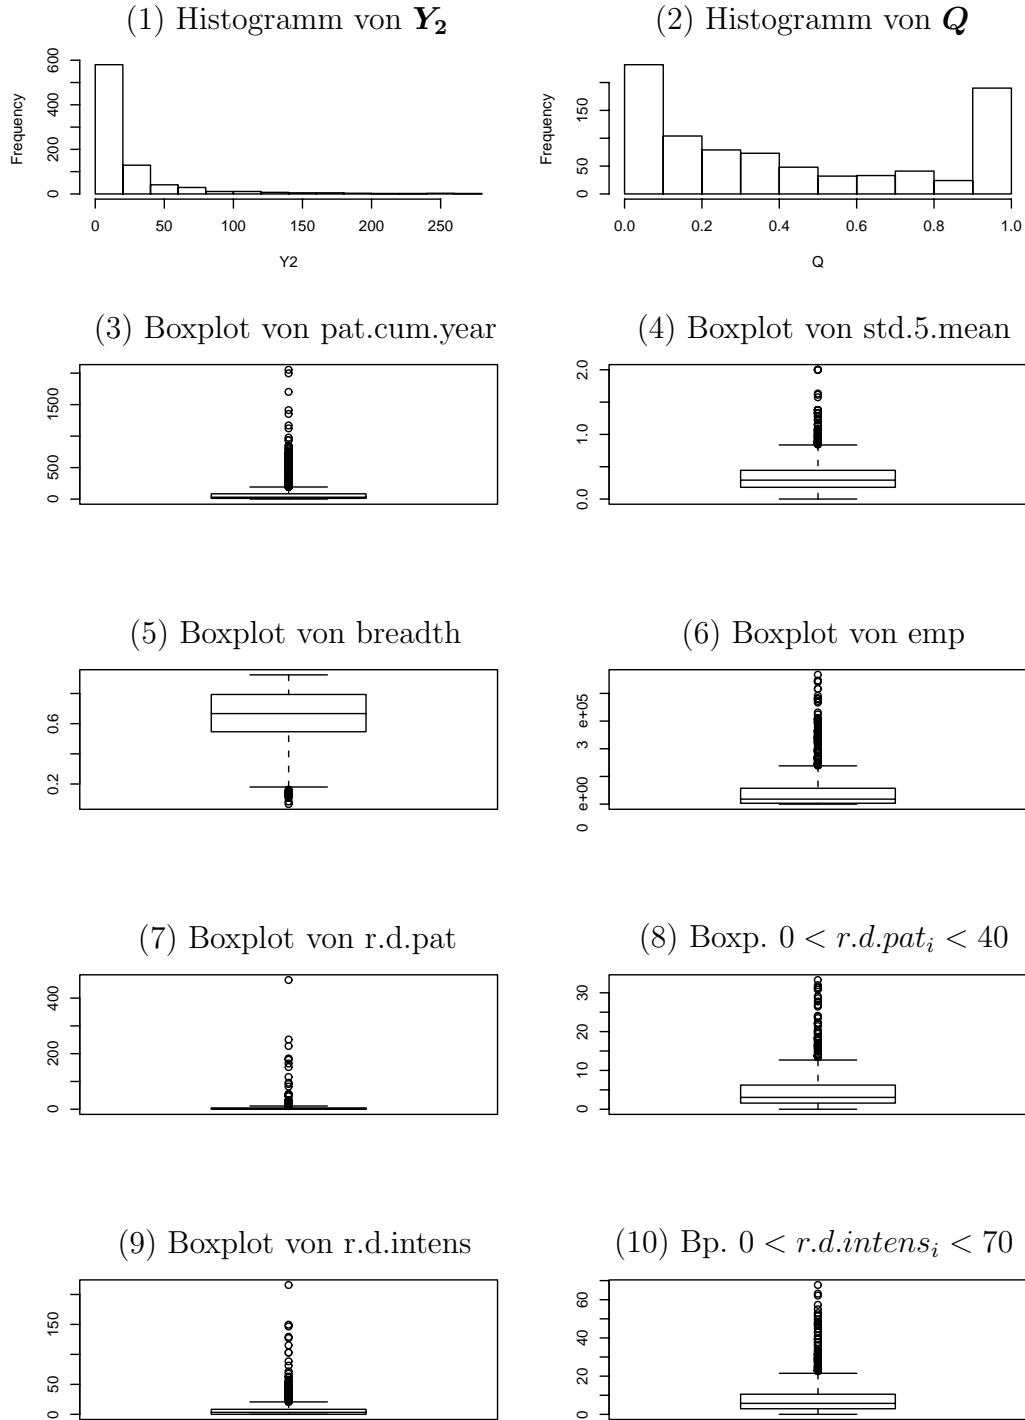 (1) Histogramm von Y₂
(2) Histogramm von Q
Frequency
0 200 400 600
0 50 100 150 200 250
Y2
Frequency
0 50 150
0.0 0.2 0.4 0.6 0.8 1.0
Q
(3) Boxplot von pat.cum.year
(4) Boxplot von std.5.mean
0 500 1500
0.0 1.0 2.0
(5) Boxplot von breadth
(6) Boxplot von emp
0.2 0.6
0 e+00 3 e+05
(7) Boxplot von r.d.pat
(8) Boxp. 0 < r.d.patᵢ < 40
0 200 400
0 10 20 30
(9) Boxplot von r.d.intens
(10) Bp. 0 < r.d.intensᵢ < 70
0 50 150
0 20 40 60